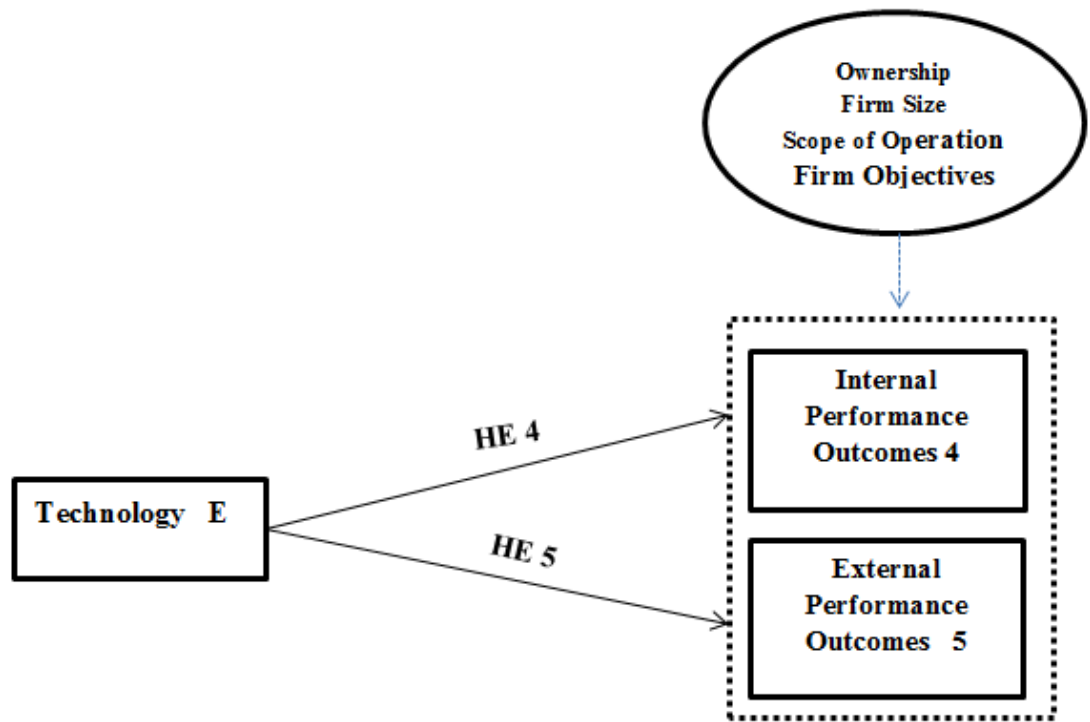 Ownership
Firm Size
Scope of Operation
Firm Objectives
Internal
Performance
Outcomes 4
HE 4
Technology E
HE 5
External
Performance
Outcomes 5